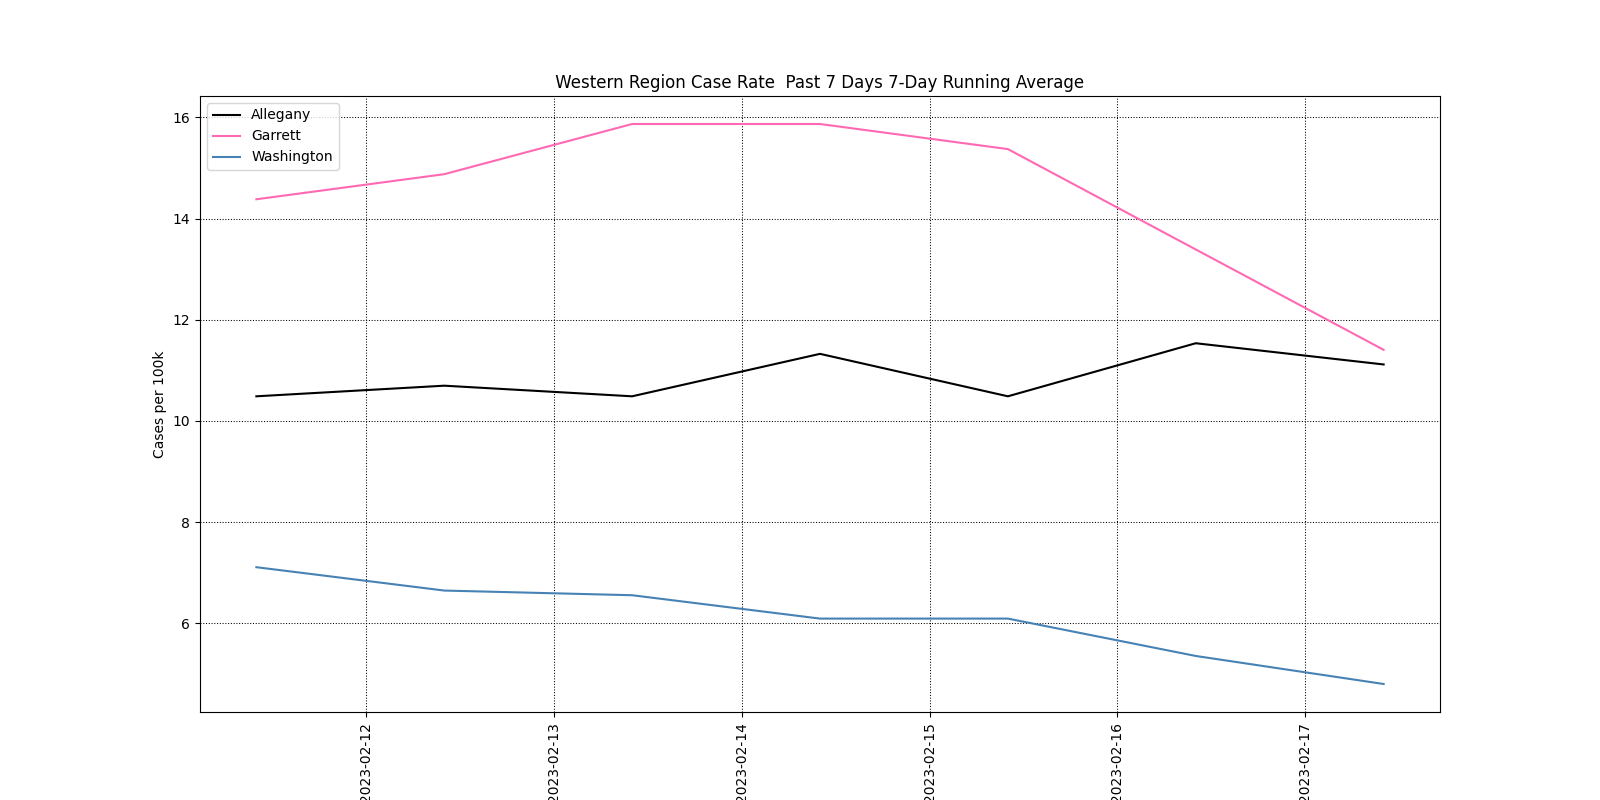 Western Region Case Rate  Past 7 Days 7-Day Running Average
Allegany
Garrett
Washington
Cases per 100k
16
14
12
10
8
6
2023-02-12
2023-02-13
2023-02-14
2023-02-15
2023-02-16
2023-02-17